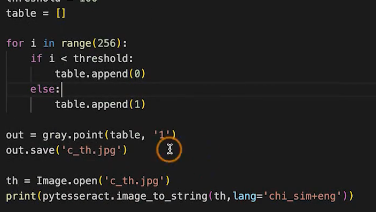 threshold = 100
table = []
for i in range(256):
    if i < threshold:
        table.append(0)
    else:
        table.append(1)
out = gray.point(table, '1')
out.save('c_th.jpg')
th = Image.open('c_th.jpg')
print(pytesseract.image_to_string(th,lang='chi_sim+eng'))